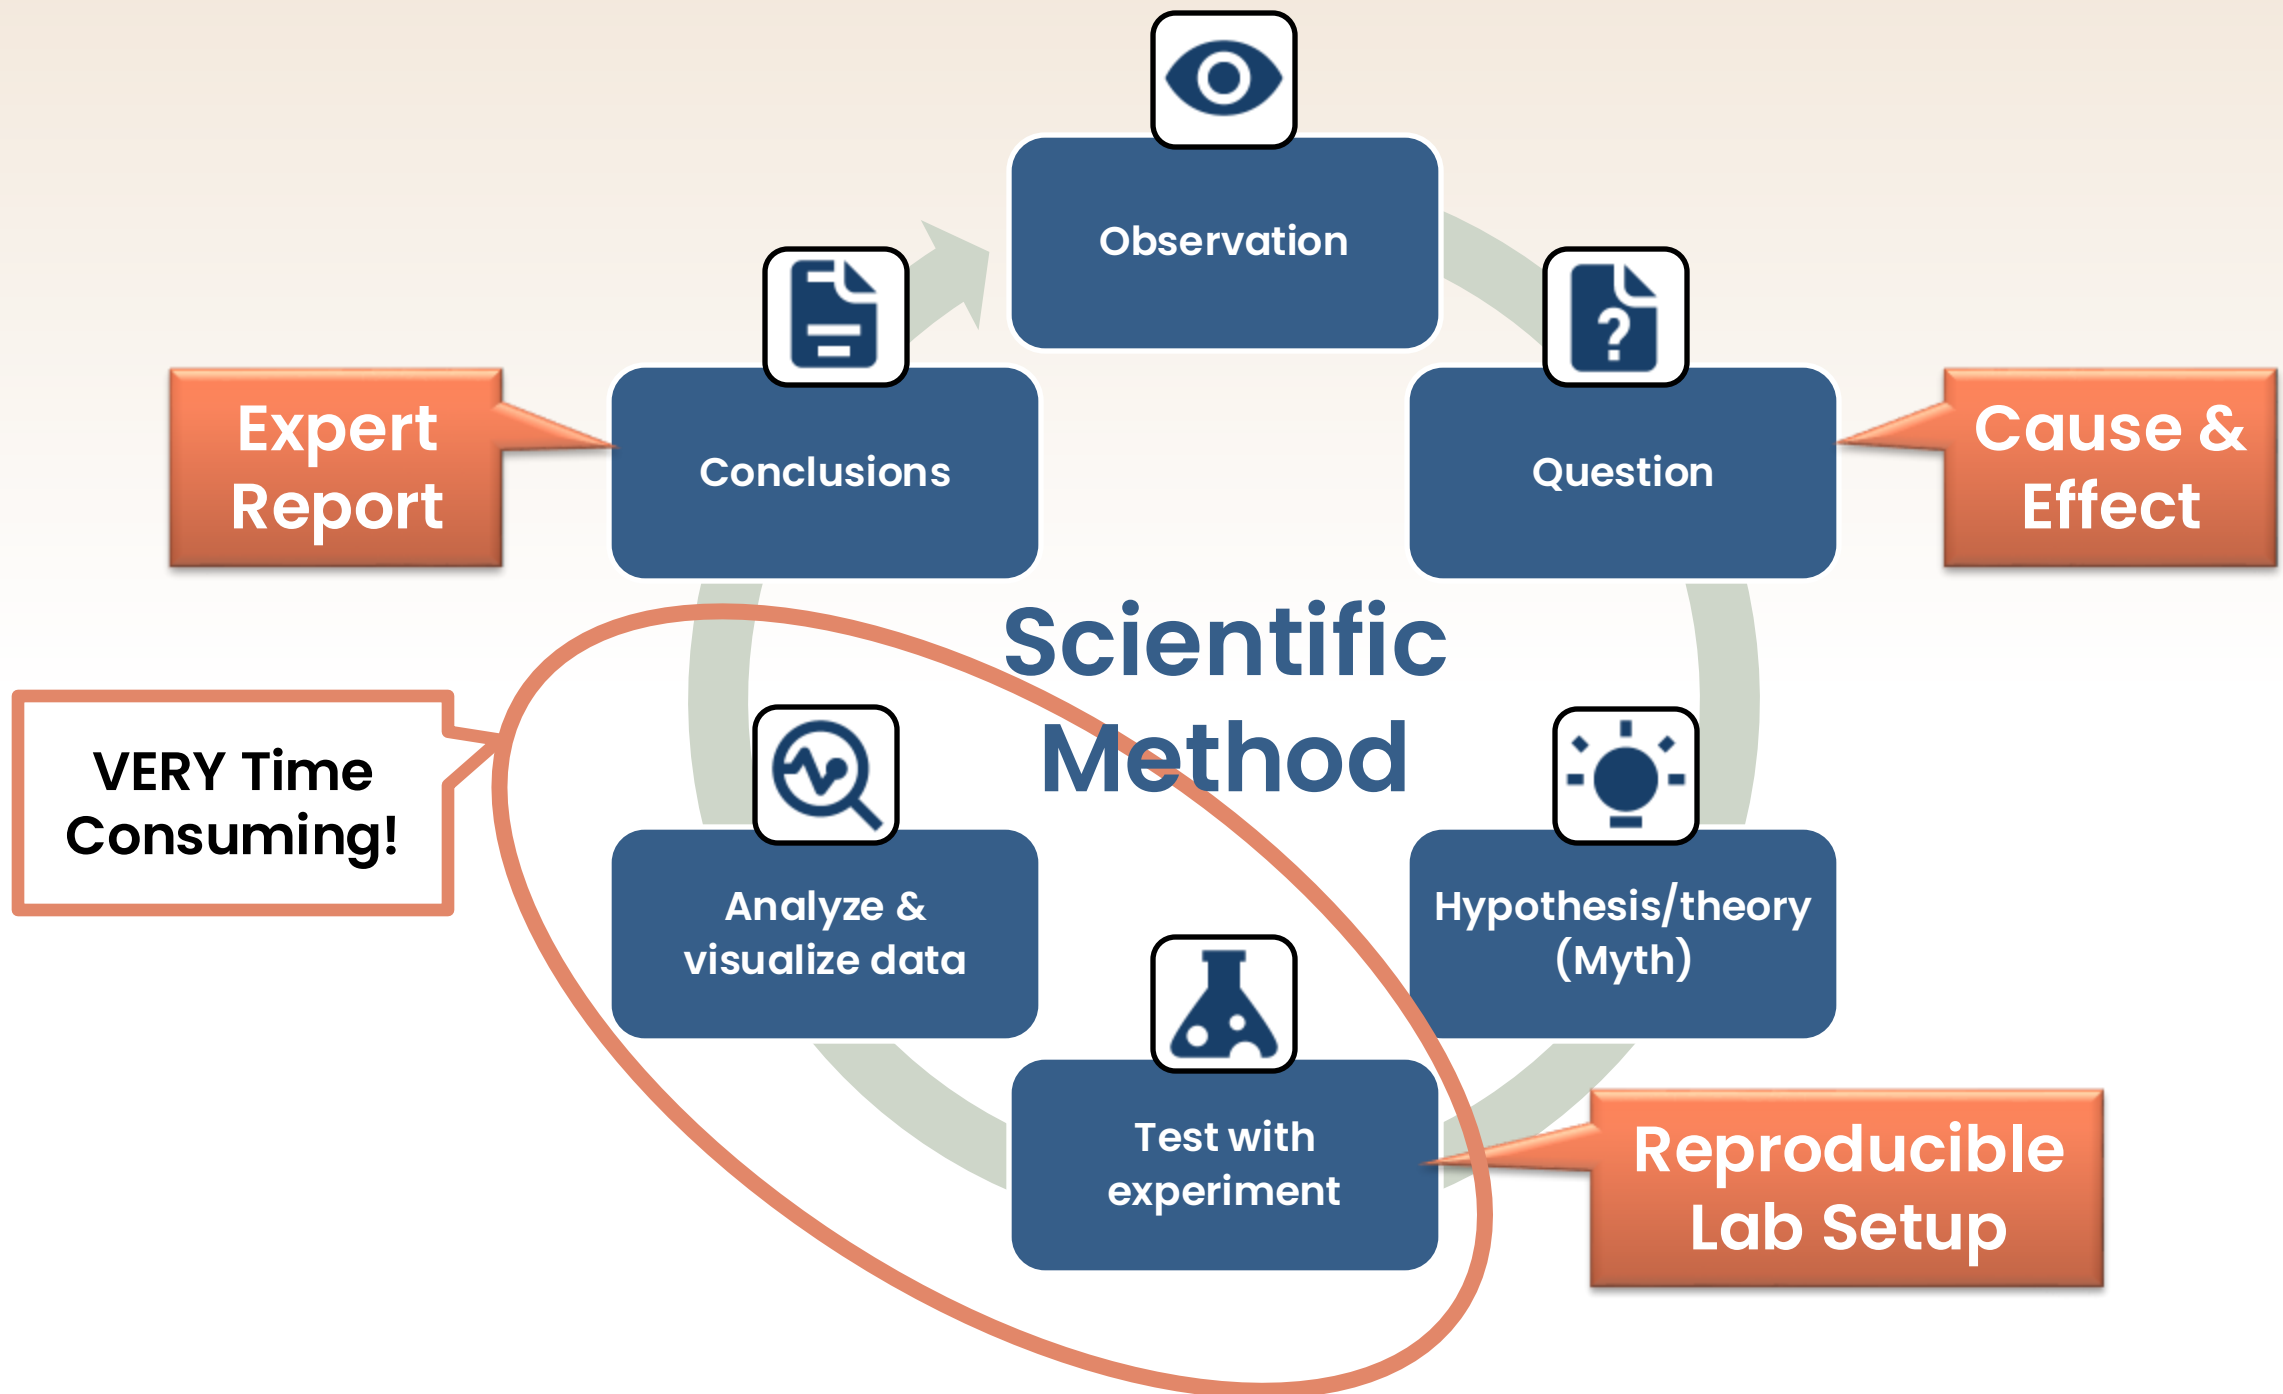 Observation
?
Question
Cause &
Effect
Hypothesis/theory
(Myth)
Test with
experiment
Reproducible
Lab Setup
Analyze &
visualize data
VERY Time
Consuming!
Conclusions
Expert
Report
Scientific
Method